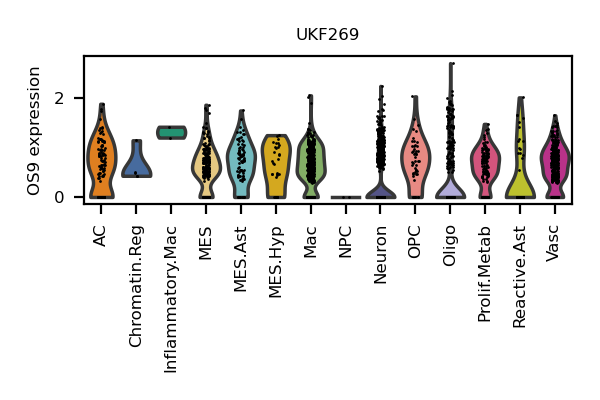 UKF269
OS9 expression
2
0
AC
Chromatin.Reg
Inflammatory.Mac
MES
MES.Ast
MES.Hyp
Mac
NPC
Neuron
OPC
Oligo
Prolif.Metab
Reactive.Ast
Vasc